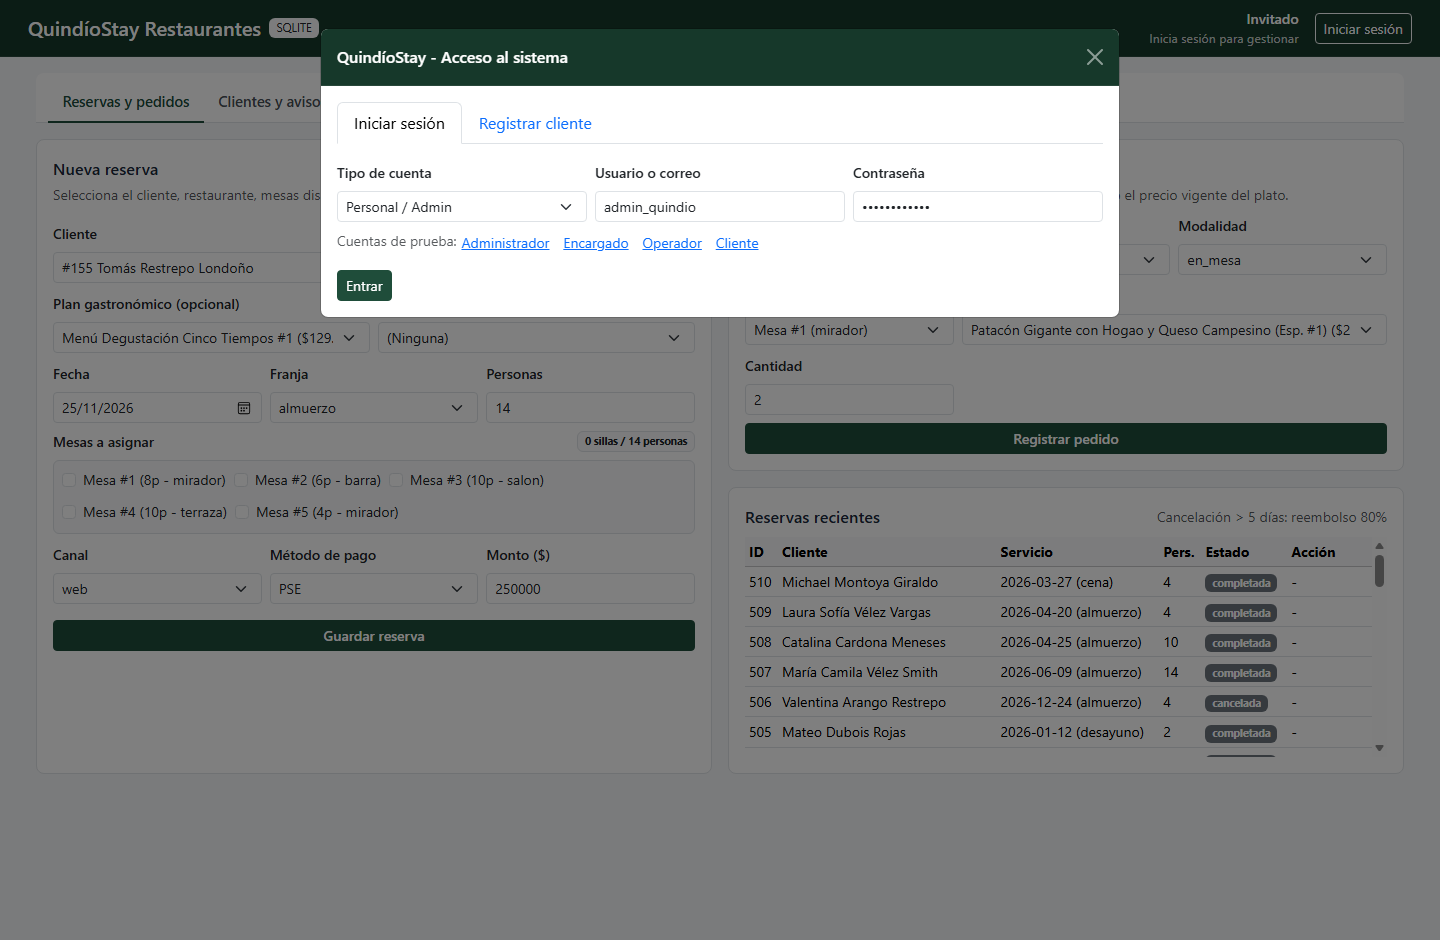 QuindíoStay Restaurantes SQLITE
Invitado
Inicia sesión para gestionar
Iniciar sesión
QuindíoStay - Acceso al sistema
Reservas y pedidos Clientes y aviso
Iniciar sesión Registrar cliente
Tipo de cuenta Usuario o correo Contraseña
Personal / Admin admin_quindio ••••••••••••
Cuentas de prueba: Administrador Encargado Operador Cliente
Entrar
Nueva reserva
Selecciona el cliente, restaurante, mesas dis
Cliente
#155 Tomás Restrepo Londoño
Plan gastronómico (opcional)
Menú Degustación Cinco Tiempos #1 ($129. (Ninguna)
Fecha Franja Personas
25/11/2026 almuerzo 14
Mesas a asignar 0 sillas / 14 personas
Mesa #1 (8p - mirador) Mesa #2 (6p - barra) Mesa #3 (10p - salon)
Mesa #4 (10p - terraza) Mesa #5 (4p - mirador)
Canal Método de pago Monto ($)
web PSE 250000
Guardar reserva
el precio vigente del plato.
Modalidad
en_mesa
Mesa #1 (mirador) Patacón Gigante con Hogao y Queso Campesino (Esp. #1) ($2
Cantidad
2
Registrar pedido
Reservas recientes Cancelación > 5 días: reembolso 80%
ID Cliente Servicio Pers. Estado Acción
510 Michael Montoya Giraldo 2026-03-27 (cena) 4 completada -
509 Laura Sofía Vélez Vargas 2026-04-20 (almuerzo) 4 completada -
508 Catalina Cardona Meneses 2026-04-25 (almuerzo) 10 completada -
507 María Camila Vélez Smith 2026-06-09 (almuerzo) 14 completada -
506 Valentina Arango Restrepo 2026-12-24 (almuerzo) 4 cancelada -
505 Mateo Dubois Rojas 2026-01-12 (desayuno) 2 completada -